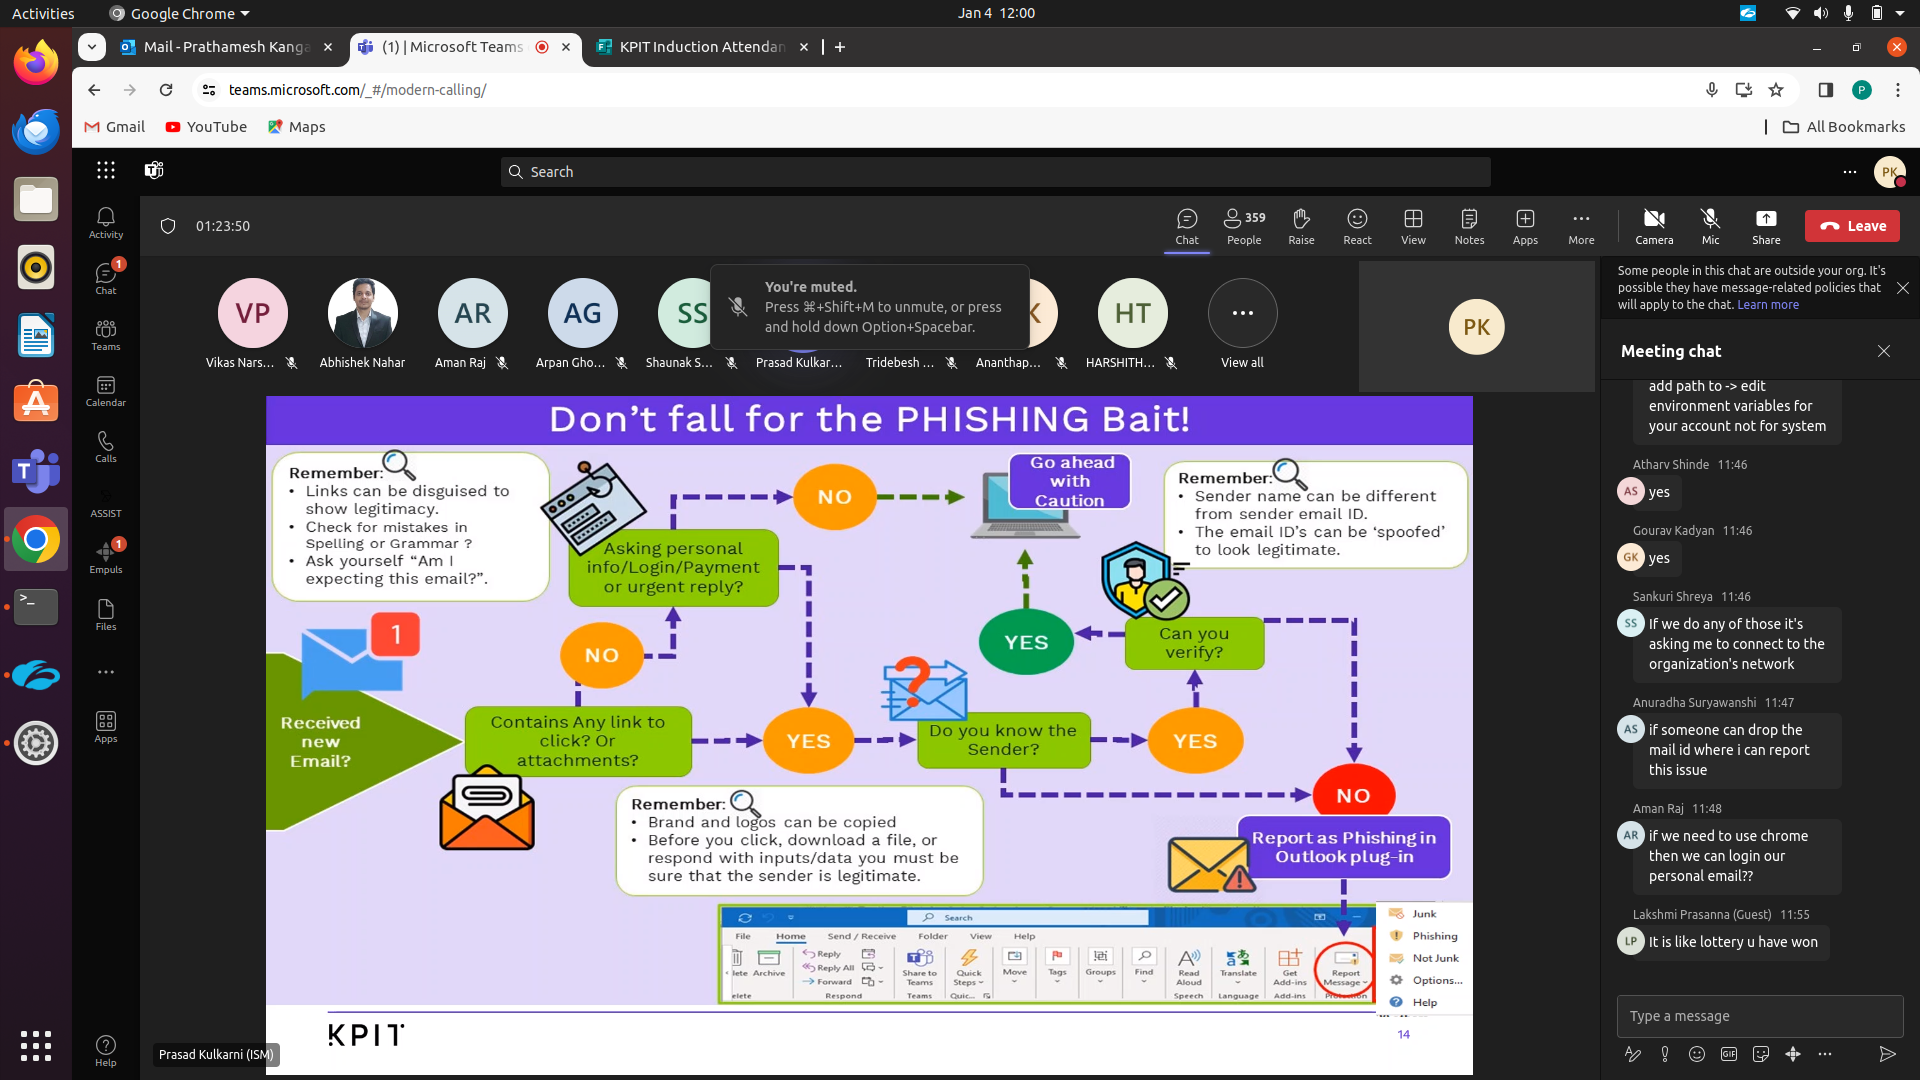 Activities
Google Chrome
Jan 4 12:00
Mail - Prathamesh Kanga
(1) | Microsoft Teams
KPIT Induction Attendan
teams.microsoft.com/_#/modern-calling/
Gmail
YouTube
Maps
All Bookmarks
P
Search
PK
01:23:50
Chat
359
People
Raise
React
View
Notes
Apps
More
Camera
Mic
Share
Leave
Activity
1
Chat
Teams
Calendar
Calls
ASSIST
1
Empuls
Files
Apps
Help
VP
Vikas Nars...
Abhishek Nahar
AR
Aman Raj
AG
Arpan Gho...
SS
Shaunak S...
Prasad Kulkar...
Tridebesh ...
K
Ananthap...
HT
HARSHITH...
View all
You're muted.
Press ⌘+Shift+M to unmute, or press
and hold down Option+Spacebar.
PK
Don't fall for the PHISHING Bait!
Remember:
• Links can be disguised to
show legitimacy.
• Check for mistakes in
Spelling or Grammar ?
• Ask yourself “Am I
expecting this email?”.
NO
Go ahead
with
Caution
Remember:
• Sender name can be different
from sender email ID.
• The email ID’s can be ‘spoofed’
to look legitimate.
Asking personal
info/Login/Payment
or urgent reply?
1
NO
YES
Can you
verify?
Received
new
Email?
Contains Any link to
click? Or
attachments?
YES
Do you know the
Sender?
YES
NO
Remember:
• Brand and logos can be copied
• Before you click, download a file, or
respond with inputs/data you must be
sure that the sender is legitimate.
Report as Phishing in
Outlook plug-in
Search
File
Home
Send / Receive
Folder
View
Help
lete
Archive
elete
Reply
Reply All
Forward
Respond
Share to
Teams
Teams
Quick
Steps
Quic...
Move
Tags
Groups
Find
Read
Aloud
Speech
Translate
Language
Get
Add-ins
Add-ins
Report
Message
Protection
Junk
Phishing
Not Junk
Options...
Help
KPIT
14
Prasad Kulkarni (ISM)
Some people in this chat are outside your org. It's
possible they have message-related policies that
will apply to the chat. Learn more
Meeting chat
add path to -> edit
environment variables for
your account not for system
Atharv Shinde 11:46
AS
yes
Gourav Kadyan 11:46
GK
yes
Sankuri Shreya 11:46
SS
If we do any of those it's
asking me to connect to the
organization's network
Anuradha Suryawanshi 11:47
AS
if someone can drop the
mail id where i can report
this issue
Aman Raj 11:48
AR
if we need to use chrome
then we can login our
personal email??
Lakshmi Prasanna (Guest) 11:55
LP
It is like lottery u have won
Type a message
GIF